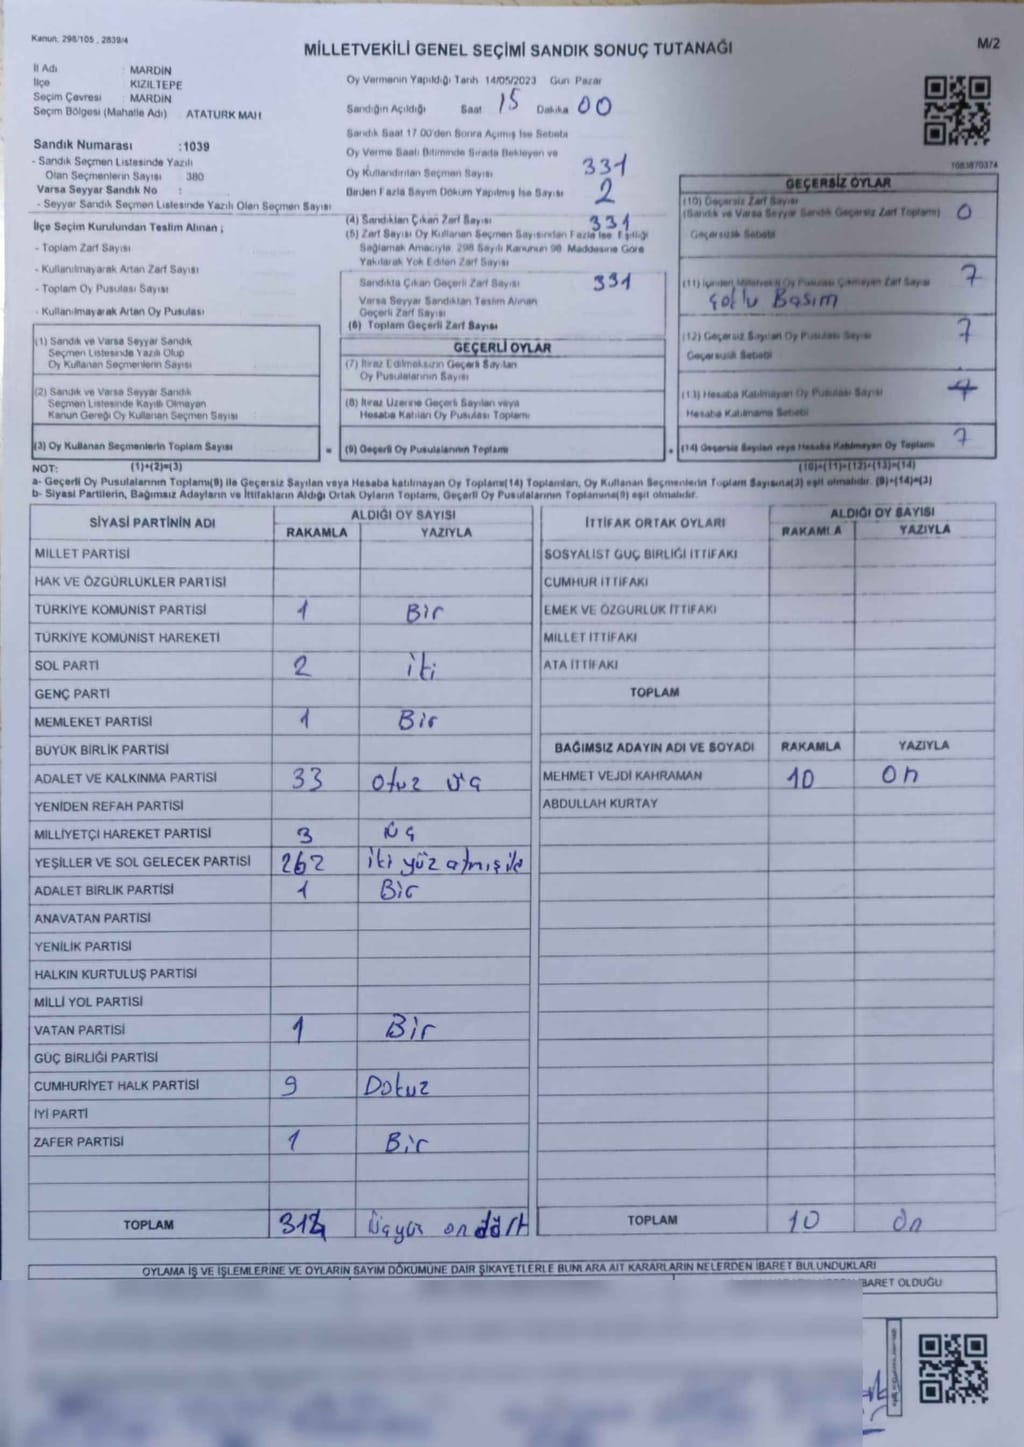 Kanun: 298/105 , 2839/4
MİLLETVEKİLİ GENEL SEÇİMİ SANDIK SONUÇ TUTANAĞI
M/2
İl Adı : MARDİN
İlçe KIZILTEPE
Seçim Çevresi : MARDİN
Seçim Bölgesi (Mahalle Adı) : ATATÜRK MAH
Sandık Numarası :1039
- Sandık Seçmen Listesinde Yazılı
Olan Seçmenlerin Sayısı : 380
Varsa Seyyar Sandık No :
- Seyyar Sandık Seçmen Listesinde Yazılı Olan Seçmen Sayısı
İlçe Seçim Kurulundan Teslim Alınan ;
- Toplam Zarf Sayısı
- Kullanılmayarak Artan Zarf Sayısı
- Toplam Oy Pusulası Sayısı
- Kullanılmayarak Artan Oy Pusulası
(1) Sandık ve Varsa Seyyar Sandık
Seçmen Listesinde Yazılı Olup
Oy Kullanan Seçmenlerin Sayısı
(2) Sandık ve Varsa Seyyar Sandık
Seçmen Listesinde Kayıtlı Olmayan
Kanun Gereği Oy Kullanan Seçmen Sayısı
(3) Oy Kullanan Seçmenlerin Toplam Sayısı
Oy Vermenin Yapıldığı Tarih 14/05/2023 Gün Pazar
Sandığın Açıldığı Saat 15 Dakika 00
Sandık Saat 17.00'den Sonra Açılmış İse Sebebi
Oy Verme Saati Bitiminde Sırada Bekleyen ve
Oy Kullandırılan Seçmen Sayısı 331
Birden Fazla Sayım Döküm Yapılmış İse Sayısı 2
(4) Sandıktan Çıkan Zarf Sayısı 331
(5) Zarf Sayısı Oy Kullanan Seçmen Sayısından Fazla İse Eşitliği
Sağlamak Amacıyla, 298 Sayılı Kanunun 98. Maddesine Göre
Yakılarak Yok Edilen Zarf Sayısı
Sandıkta Çıkan Geçerli Zarf Sayısı 331
Varsa Seyyar Sandıktan Teslim Alınan
Geçerli Zarf Sayısı
(6) Toplam Geçerli Zarf Sayısı
GEÇERLİ OYLAR
(7) İtiraz Edilmeksizin Geçerli Sayılan
Oy Pusulalarının Sayısı
(8) İtiraz Üzerine Geçerli Sayılan veya
Hesaba Katılan Oy Pusulası Toplamı
= (9) Geçerli Oy Pusulalarının Toplamı
1083870374
GEÇERSİZ OYLAR
(10) Geçersiz Zarf Sayısı
(Sandık ve Varsa Seyyar Sandık Geçersiz Zarf Toplamı) 0
Geçersizlik Sebebi
(11) İçinden Milletvekili Oy Pusulası Çıkmayan Zarf Sayısı 7
Çoklu Basım
(12) Geçersiz Sayılan Oy Pusulası Sayısı 7
Geçersizlik Sebebi
(13) Hesaba Katılmayan Oy Pusulası Sayısı 7
Hesaba Katılmama Sebebi
+ (14) Geçersiz Sayılan veya Hesaba Katılmayan Oy Toplamı 7
NOT: (1)+(2)=(3)
(10)+(11)+(12)+(13)=(14)
a- Geçerli Oy Pusulalarının Toplamı(9) ile Geçersiz Sayılan veya Hesaba katılmayan Oy Toplamı(14) Toplamları, Oy Kullanan Seçmenlerin Toplam Sayısına(3) eşit olmalıdır. (9)+(14)=(3)
b- Siyasi Partilerin, Bağımsız Adayların ve İttifakların Aldığı Ortak Oyların Toplamı, Geçerli Oy Pusulalarının Toplamına(9) eşit olmalıdır.
SİYASİ PARTİNİN ADI ALDIĞI OY SAYISI
RAKAMLA YAZIYLA
MİLLET PARTİSİ
HAK VE ÖZGÜRLÜKLER PARTİSİ
TÜRKİYE KOMÜNİST PARTİSİ 1 Bir
TÜRKİYE KOMÜNİST HAREKETİ
SOL PARTİ 2 iki
GENÇ PARTİ
MEMLEKET PARTİSİ 1 Bir
BÜYÜK BİRLİK PARTİSİ
ADALET VE KALKINMA PARTİSİ 33 Otuz üç
YENİDEN REFAH PARTİSİ
MİLLİYETÇİ HAREKET PARTİSİ 3 üç
YEŞİLLER VE SOL GELECEK PARTİSİ 262 iki yüz atmış iki
ADALET BİRLİK PARTİSİ 1 Bir
ANAVATAN PARTİSİ
YENİLİK PARTİSİ
HALKIN KURTULUŞ PARTİSİ
MİLLİ YOL PARTİSİ
VATAN PARTİSİ 1 Bir
GÜÇ BİRLİĞİ PARTİSİ
CUMHURİYET HALK PARTİSİ 9 Dokuz
İYİ PARTİ
ZAFER PARTİSİ 1 Bir
TOPLAM 314 Üçyüz on dört
İTTİFAK ORTAK OYLARI ALDIĞI OY SAYISI
RAKAMLA YAZIYLA
SOSYALİST GÜÇ BİRLİĞİ İTTİFAKI
CUMHUR İTTİFAKI
EMEK VE ÖZGÜRLÜK İTTİFAKI
MİLLET İTTİFAKI
ATA İTTİFAKI
TOPLAM
BAĞIMSIZ ADAYIN ADI VE SOYADI RAKAMLA YAZIYLA
MEHMET VEJDİ KAHRAMAN 10 On
ABDULLAH KURTAY
TOPLAM 10 On
OYLAMA İŞ VE İŞLEMLERİNE VE OYLARIN SAYIM DÖKÜMÜNE DAİR ŞİKAYETLERLE BUNLARA AİT KARARLARIN NELERDEN İBARET BULUNDUKLARI
BARET OLDUĞU